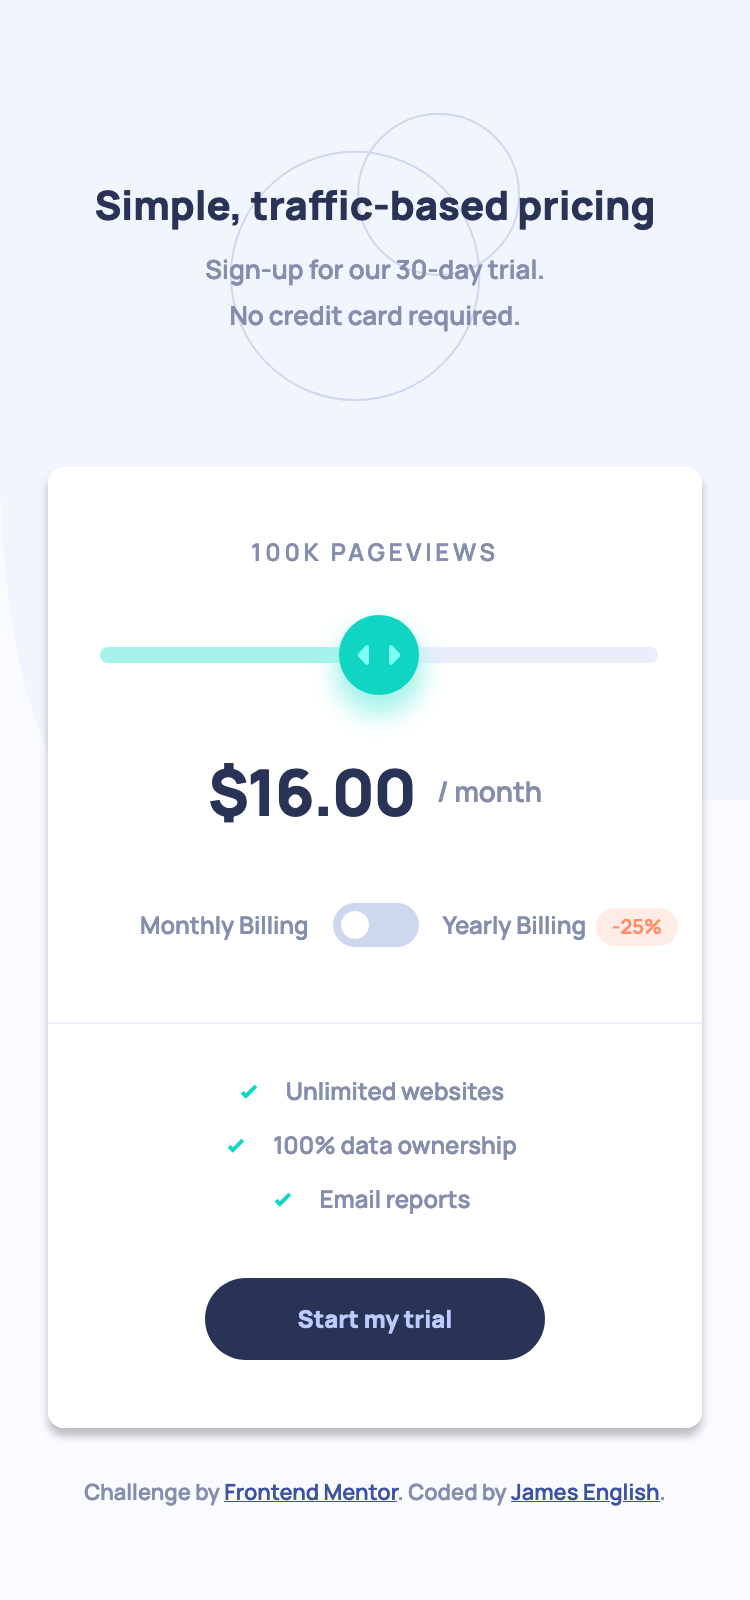 Simple, traffic-based pricing
Sign-up for our 30-day trial.
No credit card required.
100K PAGEVIEWS
$16.00 / month
Monthly Billing Yearly Billing -25%
Unlimited websites
100% data ownership
Email reports
Start my trial
Challenge by Frontend Mentor. Coded by James English.